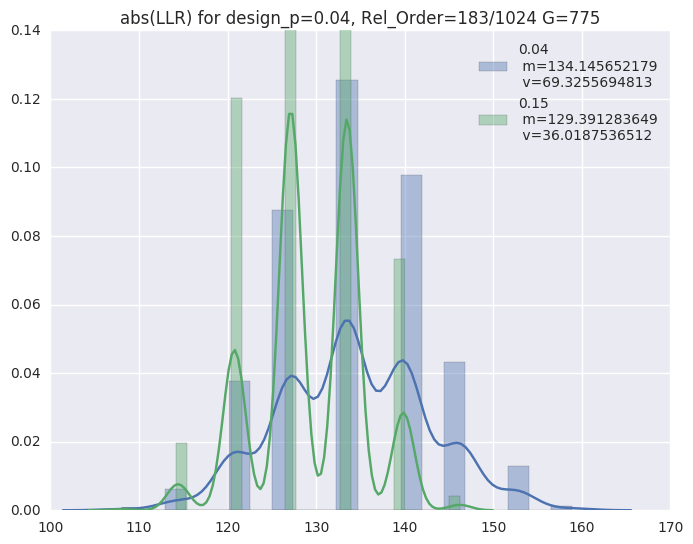 abs(LLR) for design_p=0.04, Rel_Order=183/1024 G=775
0.14
0.12
0.10
0.08
0.06
0.04
0.02
0.00
100 110 120 130 140 150 160 170
0.04
m=134.145652179
v=69.3255694813
0.15
m=129.391283649
v=36.0187536512